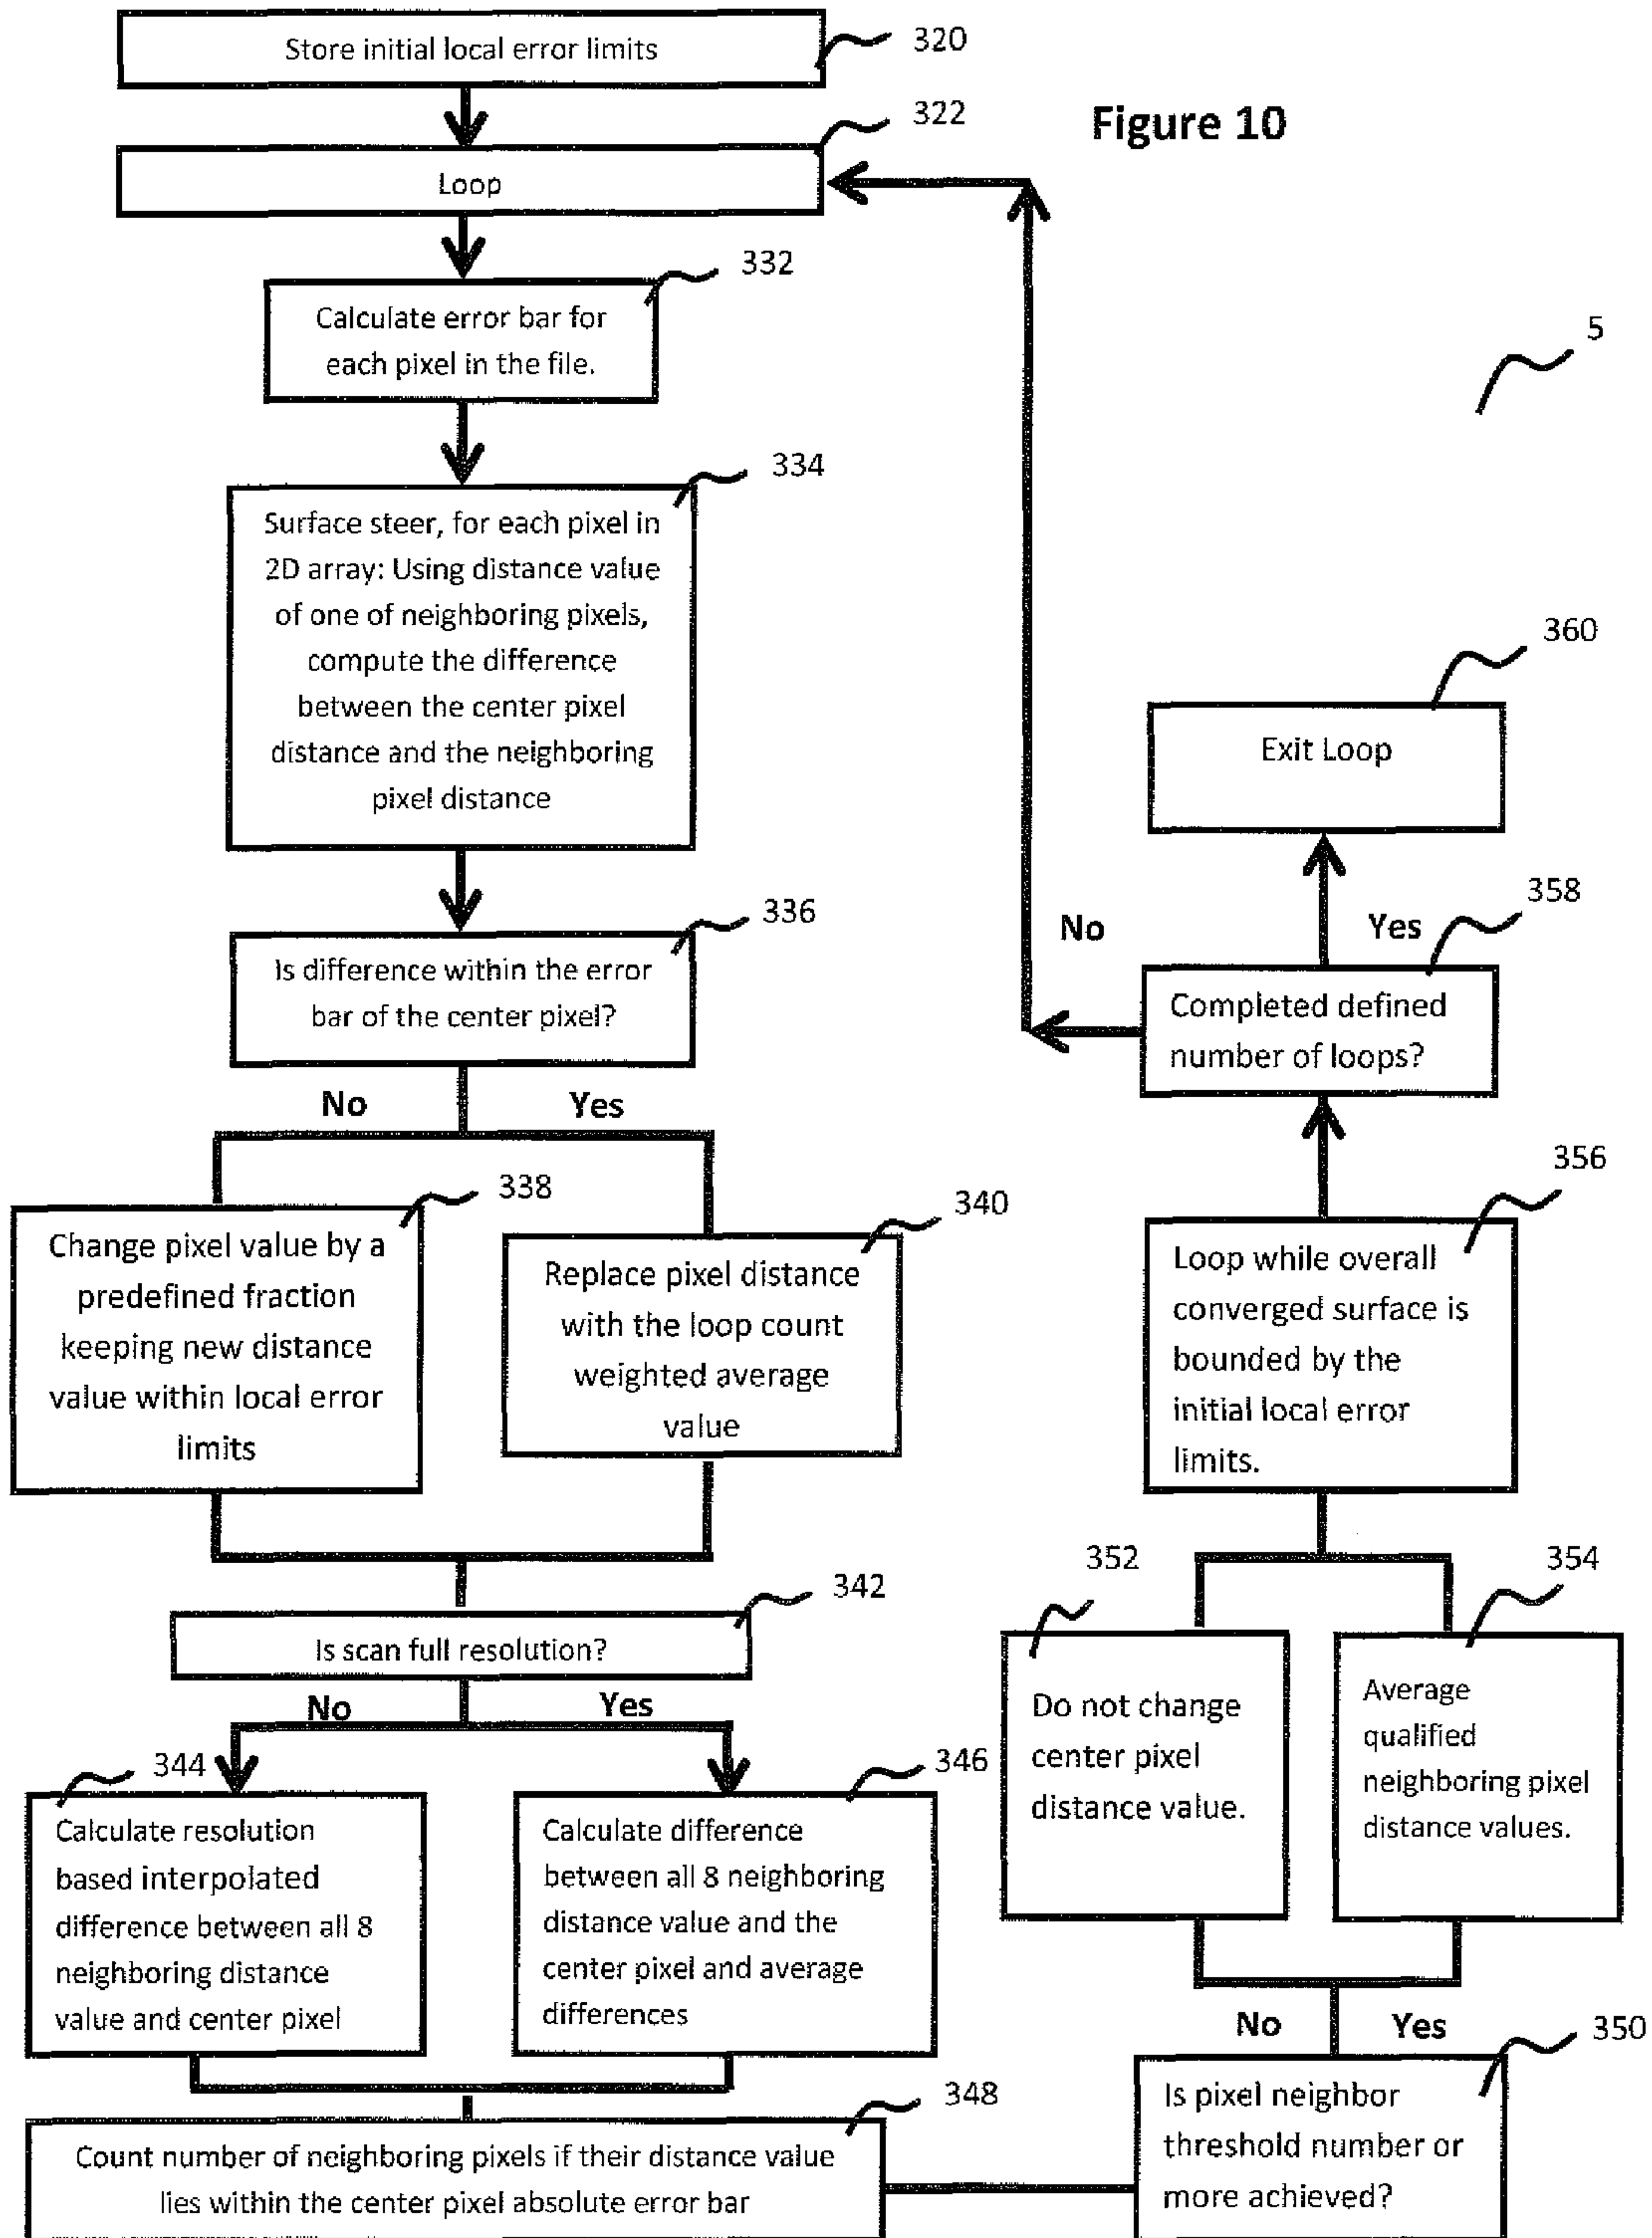 Store initial local error limits
320
Figure 10
Loop
322
Calculate error bar for
each pixel in the file.
332
5
Surface steer, for each pixel in
2D array: Using distance value
of one of neighboring pixels,
compute the difference
between the center pixel
distance and the neighboring
pixel distance
334
Is difference within the error
bar of the center pixel?
336
No
Yes
Change pixel value by a
predefined fraction
keeping new distance
value within local error
limits
338
Replace pixel distance
with the loop count
weighted average
value
340
Is scan full resolution?
342
No
Yes
344
Calculate resolution
based interpolated
difference between all 8
neighboring distance
value and center pixel
346
Calculate difference
between all 8 neighboring
distance value and the
center pixel and average
differences
348
Count number of neighboring pixels if their distance value
lies within the center pixel absolute error bar
350
Is pixel neighbor
threshold number or
more achieved?
No
Yes
352
Do not change
center pixel
distance value.
354
Average
qualified
neighboring pixel
distance values.
356
Loop while overall
converged surface is
bounded by the
initial local error
limits.
358
Completed defined
number of loops?
No
Yes
360
Exit Loop